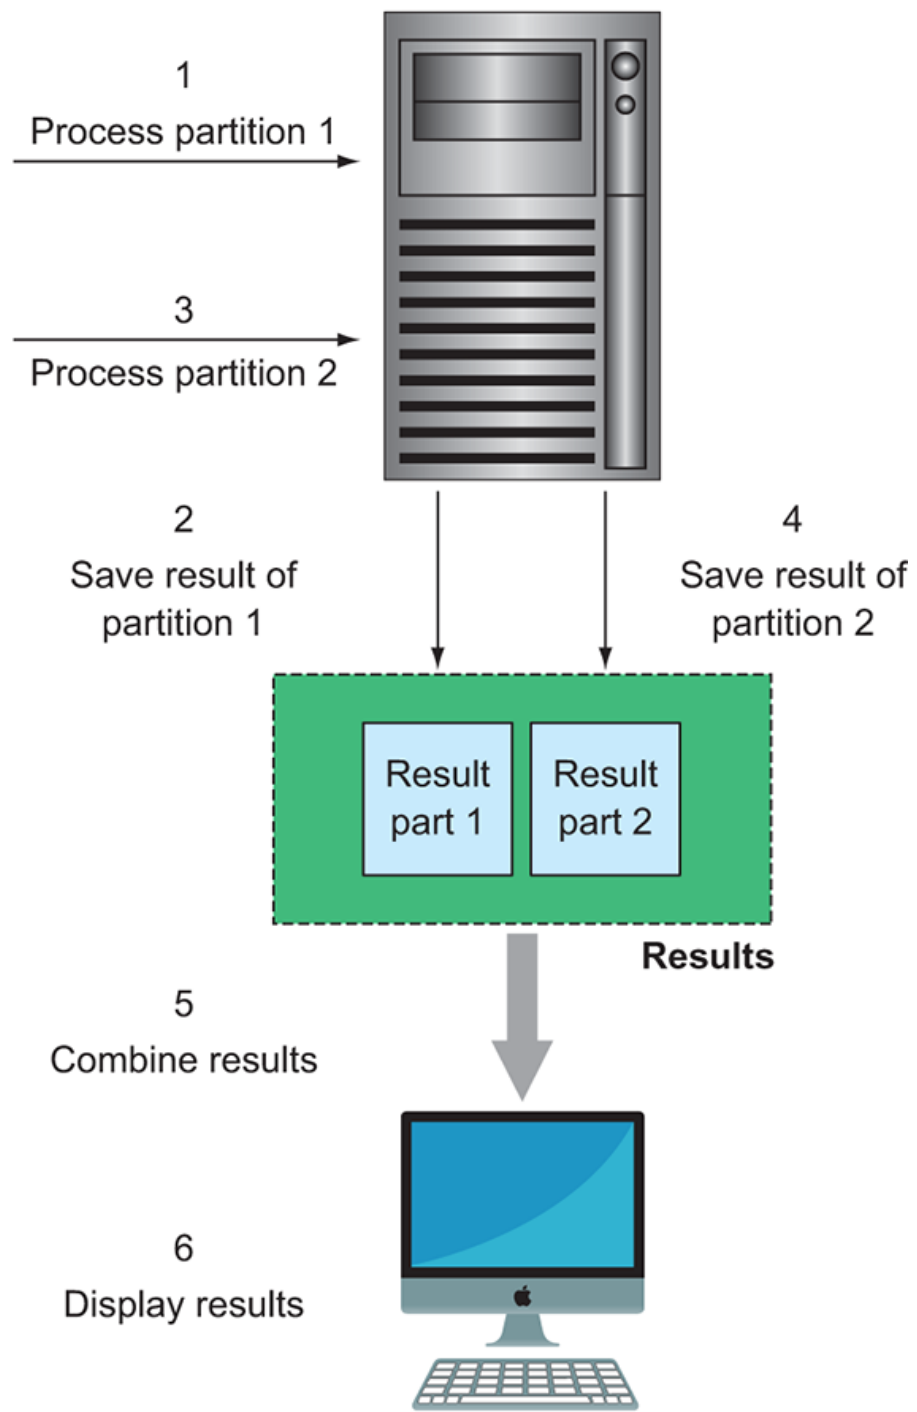 1
Process partition 1
3
Process partition 2
2
Save result of
partition 1
4
Save result of
partition 2
Result
part 1
Result
part 2
Results
5
Combine results
6
Display results